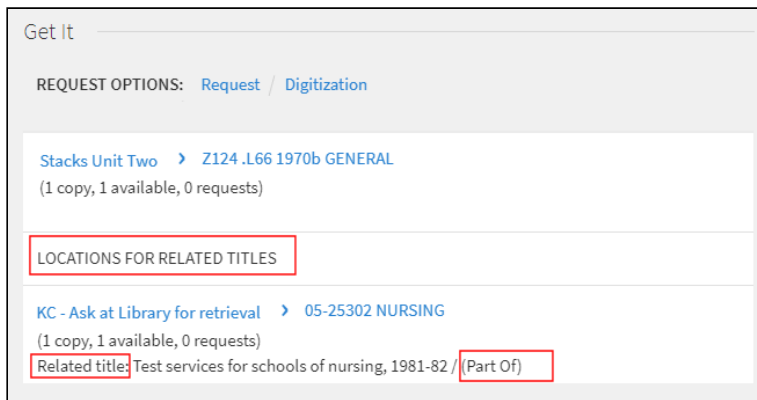 Get It
REQUEST OPTIONS: Request / Digitization
Stacks Unit Two > Z124 .L66 1970b GENERAL
(1 copy, 1 available, 0 requests)
LOCATIONS FOR RELATED TITLES
KC - Ask at Library for retrieval > 05-25302 NURSING
(1 copy, 1 available, 0 requests)
Related title: Test services for schools of nursing, 1981-82 / (Part Of)